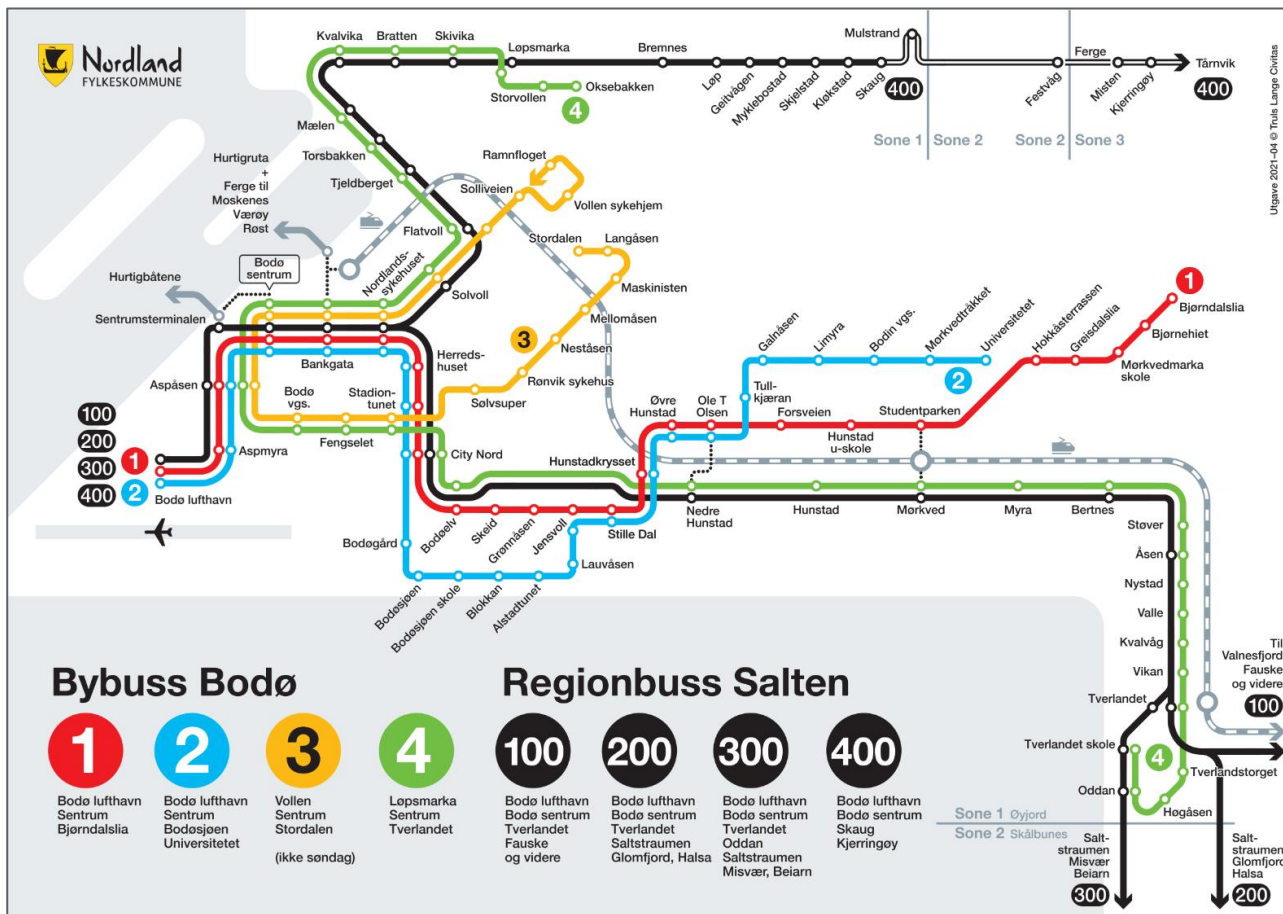 Nordland
FYLKESKOMMUNE
Kvalvika
Bratten
Skivika
Løpsmarka
Bremnes
Mulstrand
Ferge
Tårnvik
400
Løp
Geitvågen
Myklebostad
Skjelstad
Kløkstad
Skaug
400
Festvåg
Misten
Kjerringøy
Storvollen
Oksebakken
4
Sone 1
Sone 2
Sone 2
Sone 3
Utgave 2021-04 © Truls Lange Civitas
Mælen
Torsbakken
Tjeldberget
Flatvoll
Nordlands-
sykehuset
Solvoll
Hurtigruta
+
Ferge til
Moskenes
Værøy
Røst
Ramnfloget
Solliveien
Vollen sykehjem
Stordalen
Langåsen
Maskinisten
Mellomåsen
Neståsen
Rønvik sykehus
Sølvsuper
3
Hurtigbåtene
Bodø
sentrum
Sentrumsterminalen
Bankgata
Herreds-
huset
Aspåsen
Bodø
vgs.
Stadion-
tunet
Fengselet
City Nord
Aspmyra
100
200
300
400
1
2
Bodø lufthavn
Galnåsen
Limyra
Bodin vgs.
Mørkvedtråkket
Universitetet
2
Hokkåsterrassen
Greisdalslia
1
Bjørndalslia
Bjørnehiet
Mørkvedmarka
skole
Tull-
kjæran
Øvre
Hunstad
Ole T
Olsen
Forsveien
Hunstad
u-skole
Studentparken
Hunstadkrysset
Bodøgård
Bodøelv
Skeid
Grønnåsen
Jensvoll
Stille Dal
Lauvåsen
Bodøsjøen
Bodøsjøen skole
Blokkan
Alstadtunet
Nedre
Hunstad
Hunstad
Mørkved
Myra
Bertnes
Støver
Åsen
Nystad
Valle
Kvalvåg
Vikan
Tverlandet
Tverlandet skole
4
Oddan
Tverlandstorget
Høgåsen
Til
Valnesfjord
Fauske
og videre
100
Sone 1 Øyjord
Sone 2 Skålbunes
Salt-
straumen
Misvær
Beiarn
300
Salt-
straumen
Glomfjord
Halsa
200
Bybuss Bodø
1
Bodø lufthavn
Sentrum
Bjørndalslia
2
Bodø lufthavn
Sentrum
Bodøsjøen
Universitetet
3
Vollen
Sentrum
Stordalen
(ikke søndag)
4
Løpsmarka
Sentrum
Tverlandet
Regionbuss Salten
100
Bodø lufthavn
Bodø sentrum
Tverlandet
Fauske
og videre
200
Bodø lufthavn
Bodø sentrum
Tverlandet
Saltstraumen
Glomfjord, Halsa
300
Bodø lufthavn
Bodø sentrum
Tverlandet
Oddan
Saltstraumen
Misvær, Beiarn
400
Bodø lufthavn
Bodø sentrum
Skaug
Kjerringøy